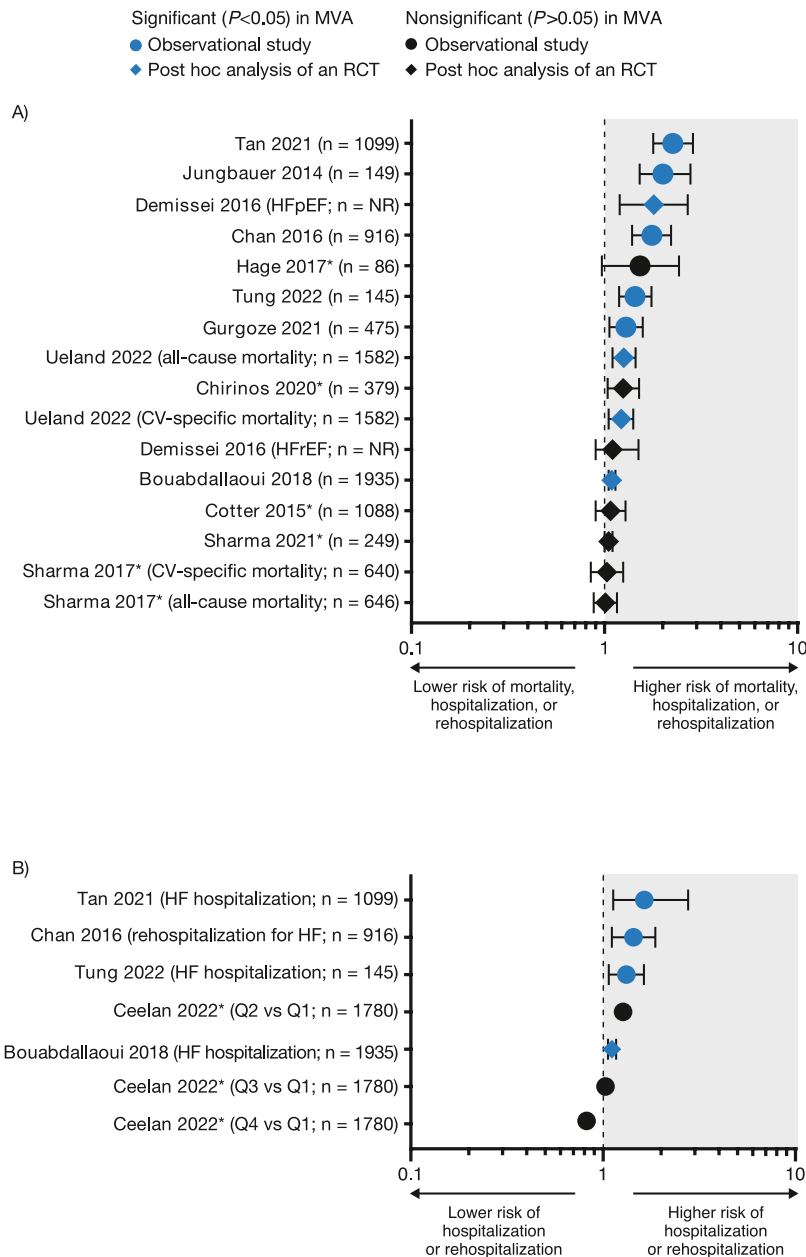 Significant (P<0.05) in MVA
Observational study
Post hoc analysis of an RCT
Nonsignificant (P>0.05) in MVA
Observational study
Post hoc analysis of an RCT
A)
Tan 2021 (n = 1099)
Jungbauer 2014 (n = 149)
Demissei 2016 (HFpEF; n = NR)
Chan 2016 (n = 916)
Hage 2017* (n = 86)
Tung 2022 (n = 145)
Gurgoze 2021 (n = 475)
Ueland 2022 (all-cause mortality; n = 1582)
Chirinos 2020* (n = 379)
Ueland 2022 (CV-specific mortality; n = 1582)
Demissei 2016 (HFrEF; n = NR)
Bouabdallaoui 2018 (n = 1935)
Cotter 2015* (n = 1088)
Sharma 2021* (n = 249)
Sharma 2017* (CV-specific mortality; n = 640)
Sharma 2017* (all-cause mortality; n = 646)
0.1 1 10
Lower risk of mortality,
hospitalization, or
rehospitalization
Higher risk of mortality,
hospitalization, or
rehospitalization
B)
Tan 2021 (HF hospitalization; n = 1099)
Chan 2016 (rehospitalization for HF; n = 916)
Tung 2022 (HF hospitalization; n = 145)
Ceelan 2022* (Q2 vs Q1; n = 1780)
Bouabdallaoui 2018 (HF hospitalization; n = 1935)
Ceelan 2022* (Q3 vs Q1; n = 1780)
Ceelan 2022* (Q4 vs Q1; n = 1780)
0.1 1 10
Lower risk of
hospitalization
or rehospitalization
Higher risk of
hospitalization
or rehospitalization